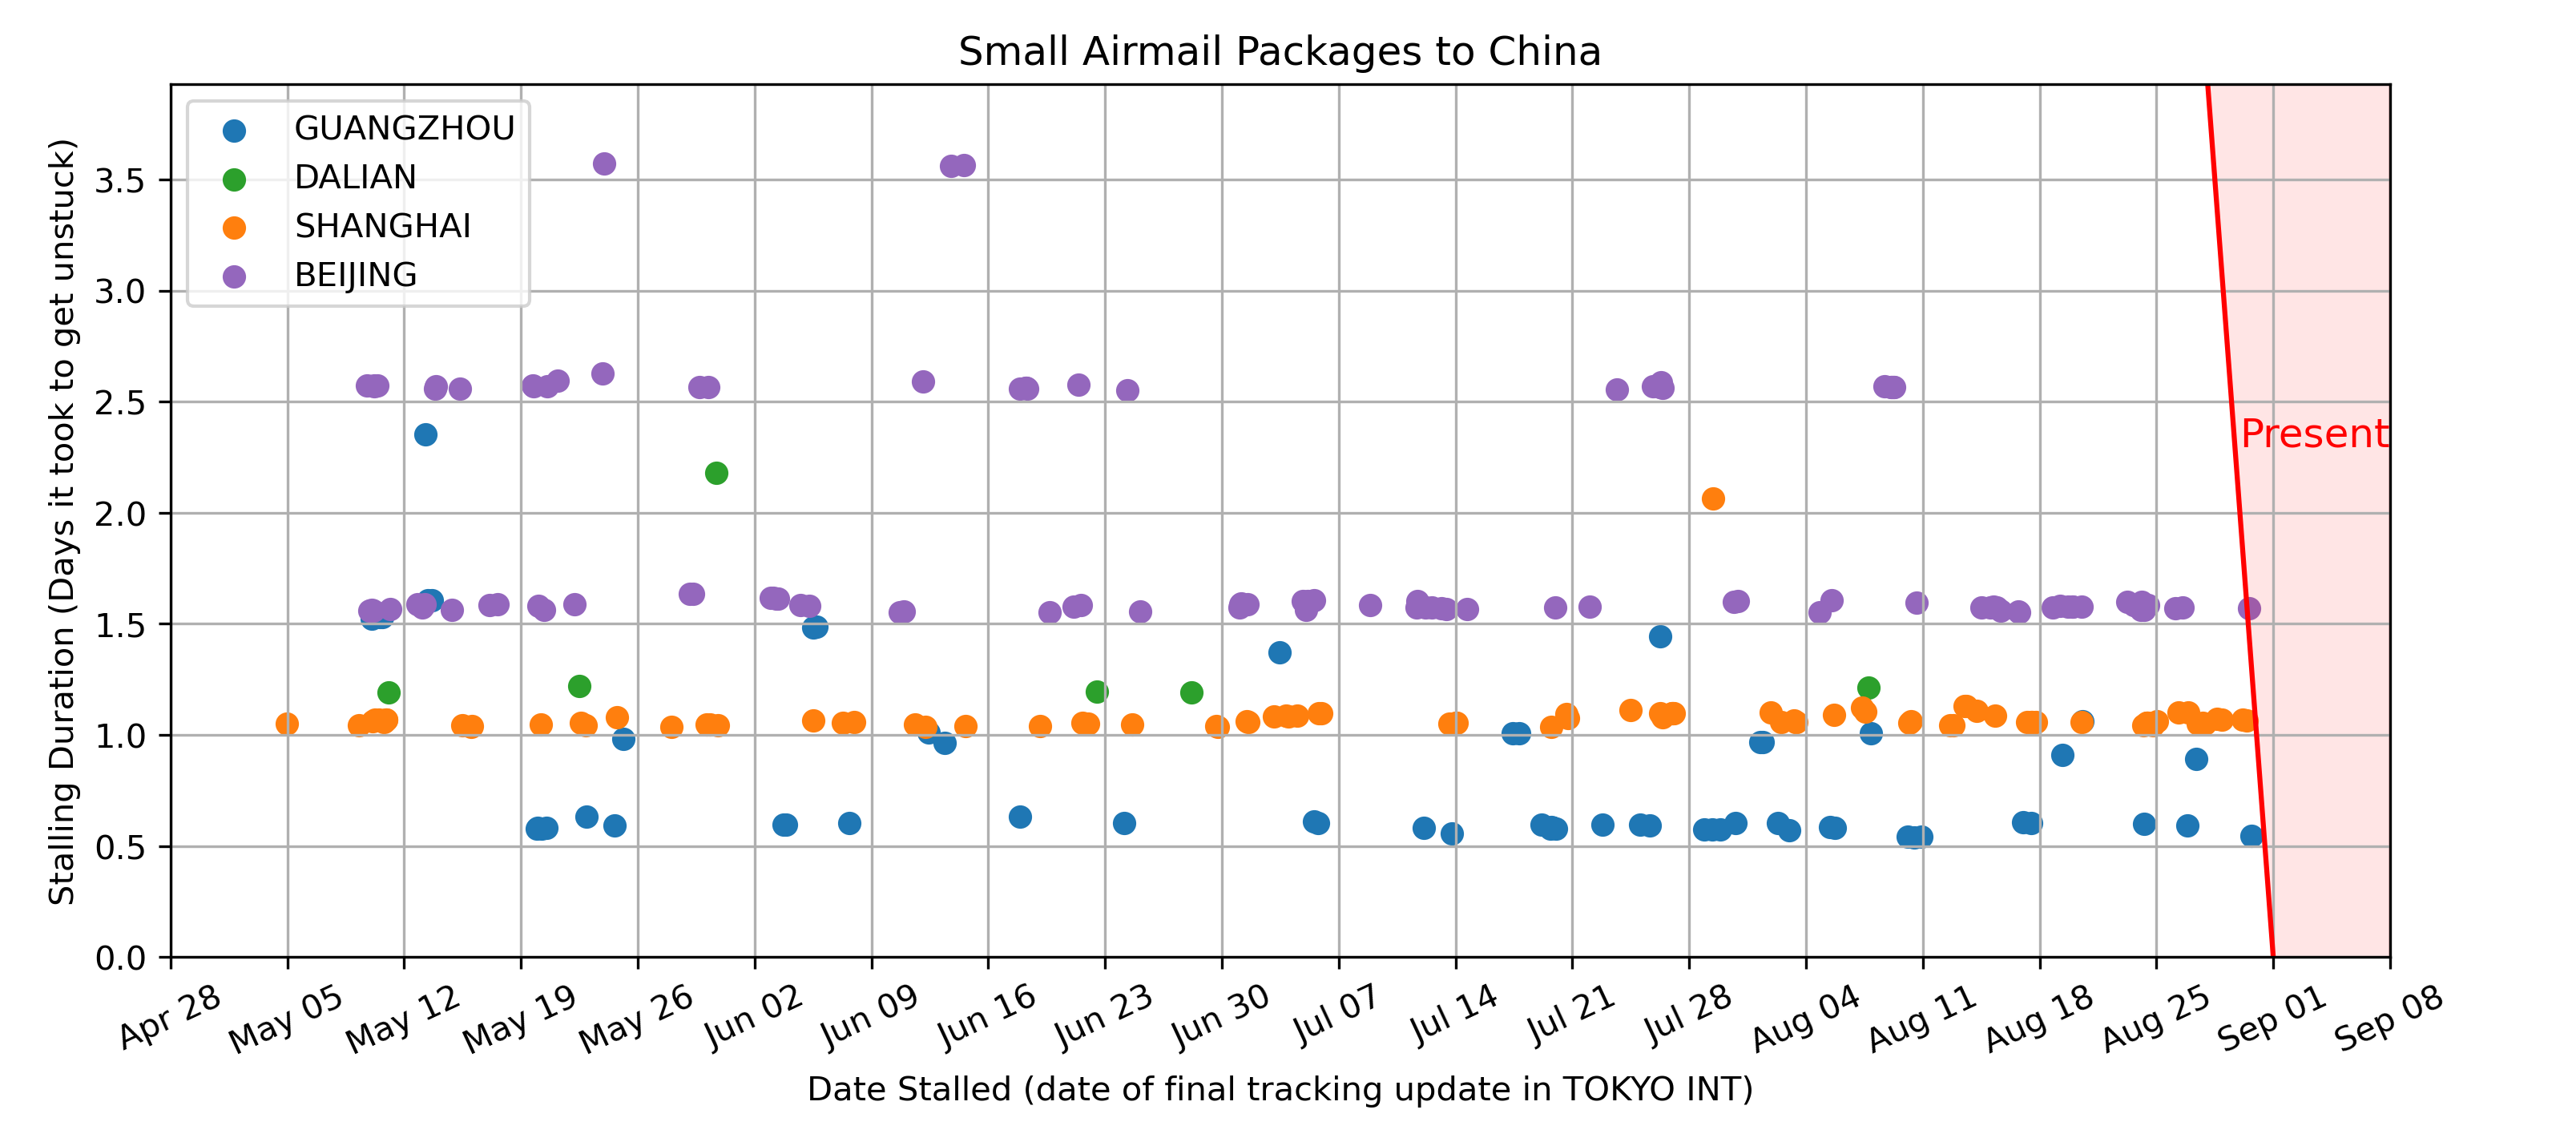 Small Airmail Packages to China
GUANGZHOU
DALIAN
SHANGHAI
BEIJING
Stalling Duration (Days it took to get unstuck)
3.5
3.0
2.5
2.0
1.5
1.0
0.5
0.0
Present
Apr 28
May 05
May 12
May 19
May 26
Jun 02
Jun 09
Jun 16
Jun 23
Jun 30
Jul 07
Jul 14
Jul 21
Jul 28
Aug 04
Aug 11
Aug 18
Aug 25
Sep 01
Sep 08
Date Stalled (date of final tracking update in TOKYO INT)